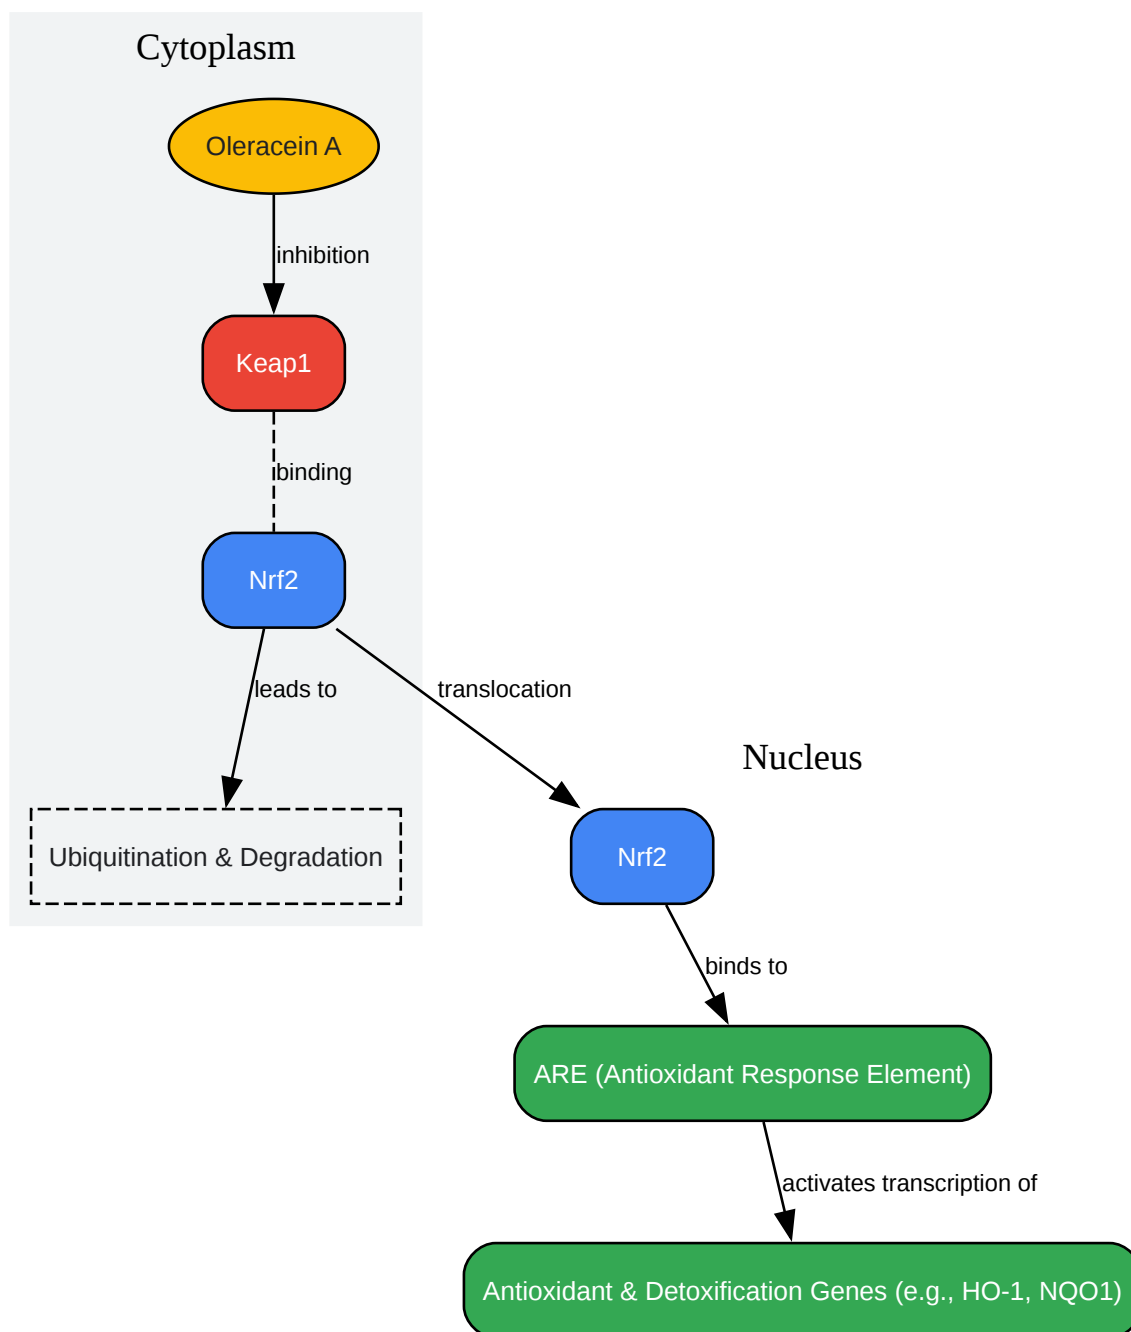 Cytoplasm
Oleracein A
inhibition
Keap1
binding
Nrf2
leads to
translocation
Ubiquitination & Degradation
Nucleus
Nrf2
binds to
ARE (Antioxidant Response Element)
activates transcription of
Antioxidant & Detoxification Genes (e.g., HO-1, NQO1)